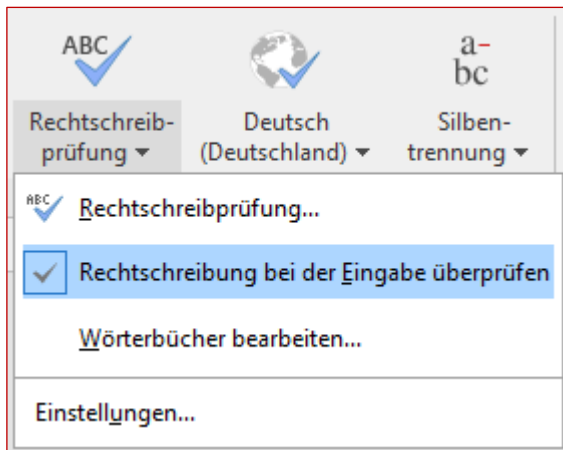 ABC
a-
bc
Rechtschreib-
prüfung
Deutsch
(Deutschland)
Silben-
trennung
ABC
Rechtschreibprüfung...
Rechtschreibung bei der Eingabe überprüfen
Wörterbücher bearbeiten...
Einstellungen...